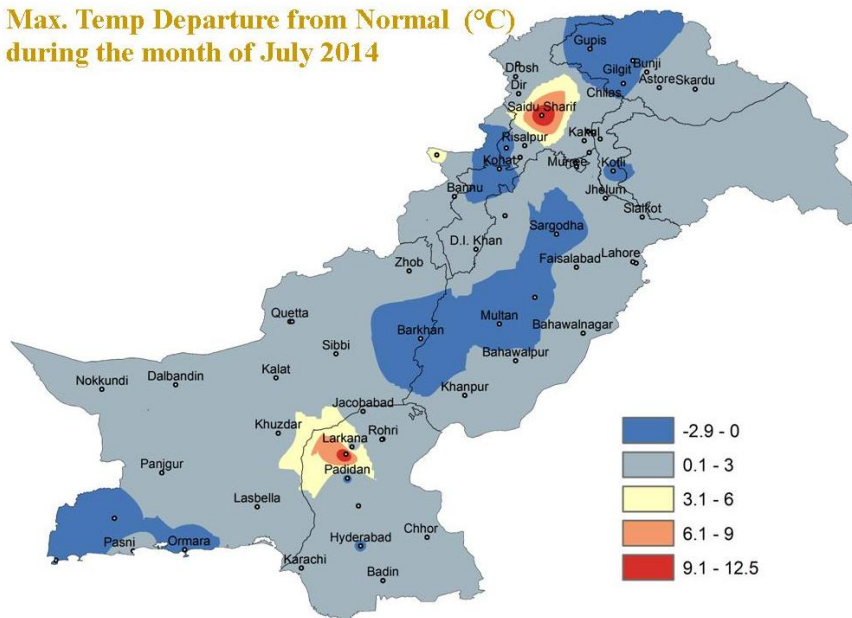 Max. Temp Departure from Normal (°C)
during the month of July 2014
Gupis
Drosh
Gilgit
Bunji
Dir
Chilas
Astore
Skardu
Saidu Sharif
Kakul
Risalpur
Kohat
Murree
Kotli
Bannu
Jhelum
Sialkot
Sargodha
D.I. Khan
Zhob
Faisalabad
Lahore
Quetta
Multan
Barkhan
Bahawalnagar
Sibbi
Bahawalpur
Kalat
Nokkundi
Dalbandin
Khanpur
Jacobabad
Khuzdar
Larkana
Rohri
Panjgur
Padidan
Lasbella
Chhor
Pasni
Ormara
Hyderabad
Karachi
Badin
-2.9 - 0
0.1 - 3
3.1 - 6
6.1 - 9
9.1 - 12.5